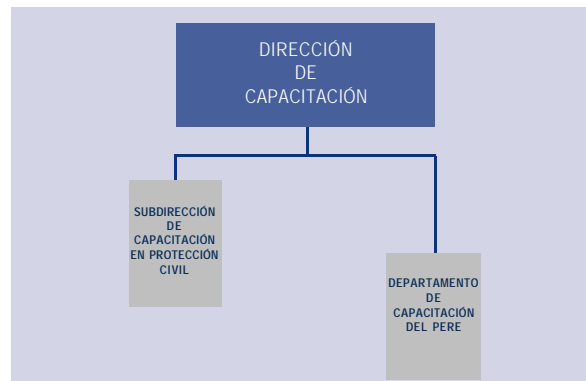 DIRECCIÓN
DE
CAPACITACIÓN
SUBDIRECCIÓN
DE
CAPACITACIÓN
EN PROTECCIÓN
CIVIL
DEPARTAMENTO
DE
CAPACITACIÓN
DEL PERE